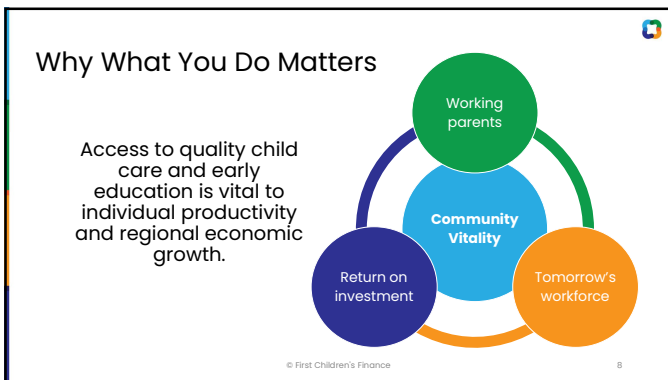 Why What You Do Matters
Access to quality child
care and early
education is vital to
individual productivity
and regional economic
growth.
Working
parents
Community
Vitality
Return on
investment
Tomorrow's
workforce
© First Children's Finance
8